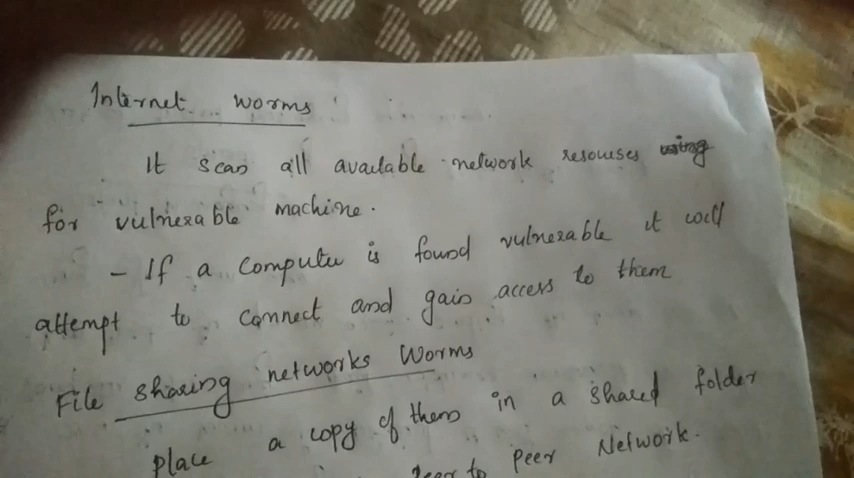 Internet worms
It scan all available network resourses
for vulnerable machine.
- If a computer is found vulnerable it will
attempt to connect and gain access to them
File sharing networks Worms
Place a copy of them in a shared folder
peer to peer Network.